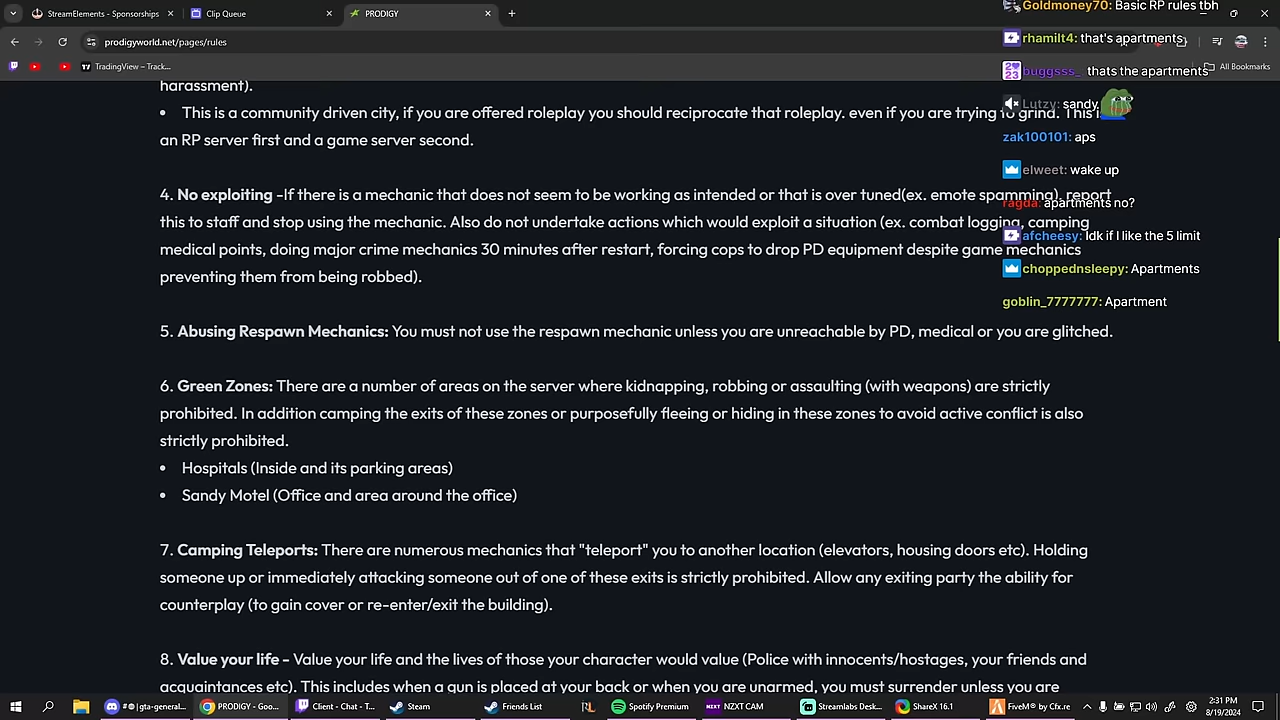 StreamElements - Sponsorships
Clip Queue
PRODIGY
Goldmoney70: Basic RP rules tbh
prodigyworld.net/pages/rules
rhamilt4: that's apartments
TradingView – Track...
buggsss_ thats the apartments
All Bookmarks
harassment).
Lutzy: sandy
This is a community driven city, if you are offered roleplay you should reciprocate that roleplay. even if you are trying to grind. This
an RP server first and a game server second.
zak100101: aps
elweet: wake up
4. No exploiting -If there is a mechanic that does not seem to be working as intended or that is over tuned(ex. emote spamming), report
ragda: apartments no?
this to staff and stop using the mechanic. Also do not undertake actions which would exploit a situation (ex. combat logging, camping
afcheesy: Idk if I like the 5 limit
medical points, doing major crime mechanics 30 minutes after restart, forcing cops to drop PD equipment despite game mechanics
choppednsleepy: Apartments
preventing them from being robbed).
goblin_7777777: Apartment
5. Abusing Respawn Mechanics: You must not use the respawn mechanic unless you are unreachable by PD, medical or you are glitched.
6. Green Zones: There are a number of areas on the server where kidnapping, robbing or assaulting (with weapons) are strictly
prohibited. In addition camping the exits of these zones or purposefully fleeing or hiding in these zones to avoid active conflict is also
strictly prohibited.
Hospitals (Inside and its parking areas)
Sandy Motel (Office and area around the office)
7. Camping Teleports: There are numerous mechanics that "teleport" you to another location (elevators, housing doors etc). Holding
someone up or immediately attacking someone out of one of these exits is strictly prohibited. Allow any exiting party the ability for
counterplay (to gain cover or re-enter/exit the building).
8. Value your life - Value your life and the lives of those your character would value (Police with innocents/hostages, your friends and
acquaintances etc). This includes when a gun is placed at your back or when you are unarmed, you must surrender unless you are
#🔴|gta-general...
PRODIGY - Goo...
Client - Chat - T...
Steam
Friends List
Spotify Premium
NZXT CAM
Streamlabs Desk...
ShareX 16.1
FiveM® by Cfx.re
2:31 PM
8/19/2024